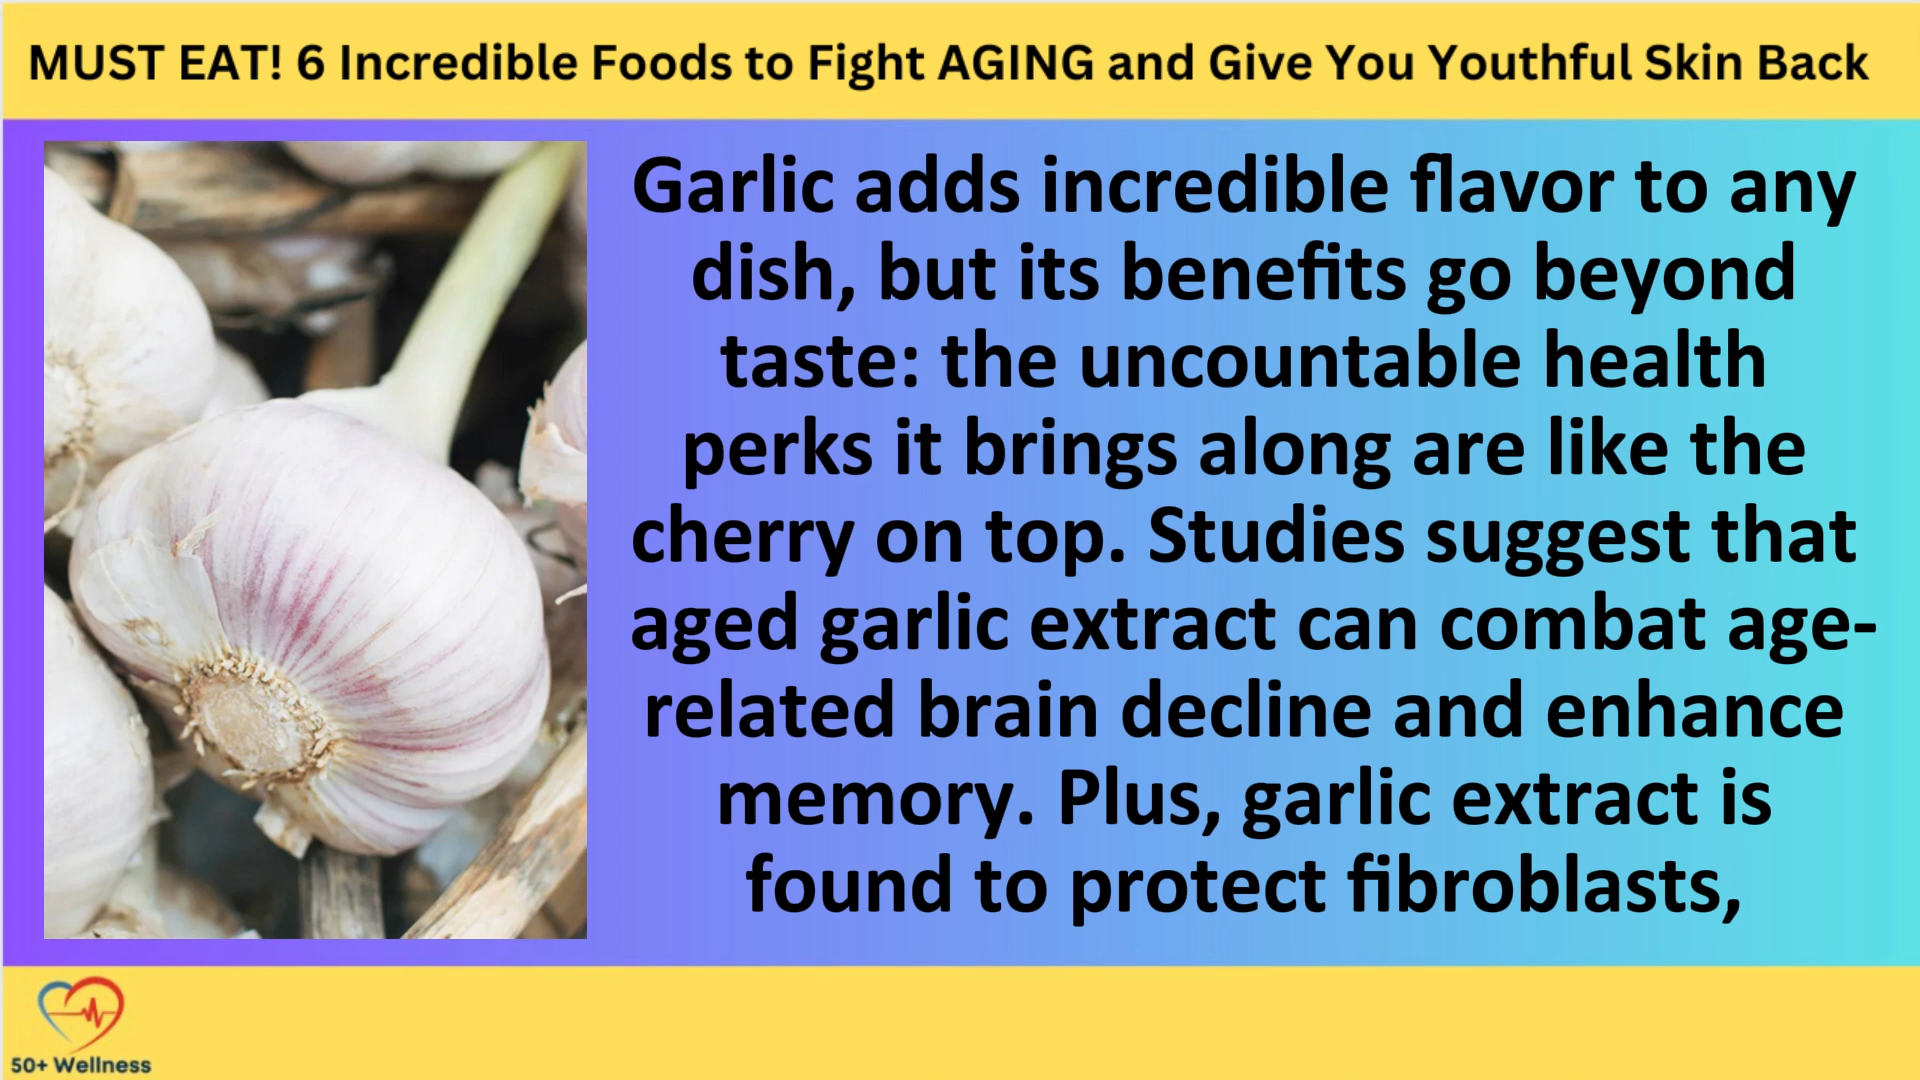 MUST EAT! 6 Incredible Foods to Fight AGING and Give You Youthful Skin Back
Garlic adds incredible flavor to any
dish, but its benefits go beyond
taste: the uncountable health
perks it brings along are like the
cherry on top. Studies suggest that
aged garlic extract can combat age-
related brain decline and enhance
memory. Plus, garlic extract is
found to protect fibroblasts,
50+ Wellness